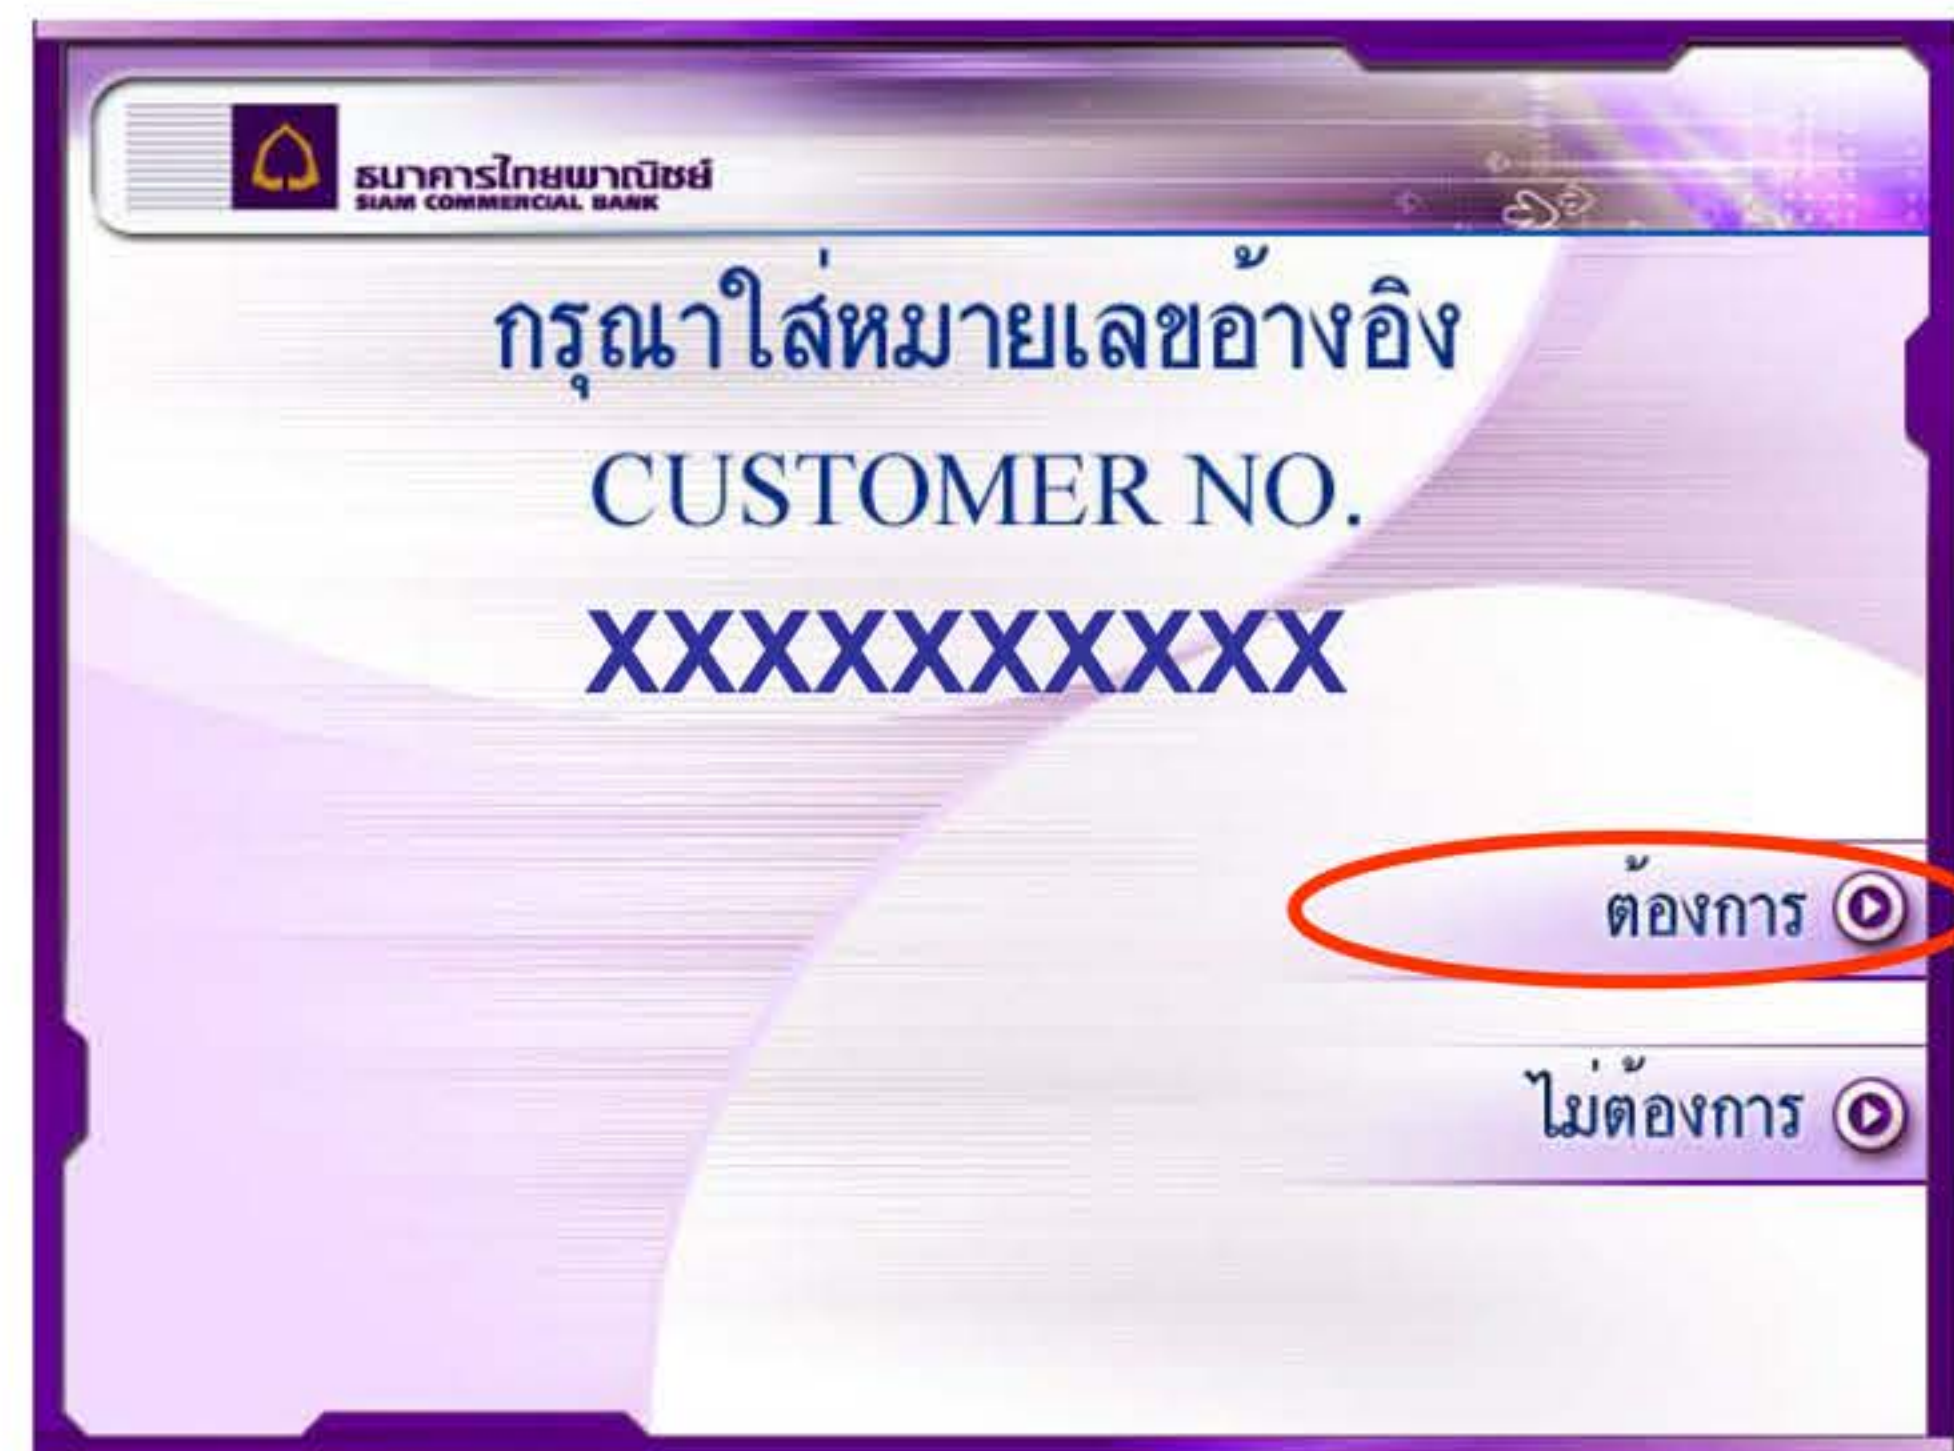 ธนาคารไทยพาณิชย์
SIAM COMMERCIAL BANK
กรุณาใส่หมายเลขอ้างอิง
CUSTOMER NO.
XXXXXXXXXX
ต้องการ
ไม่ต้องการ